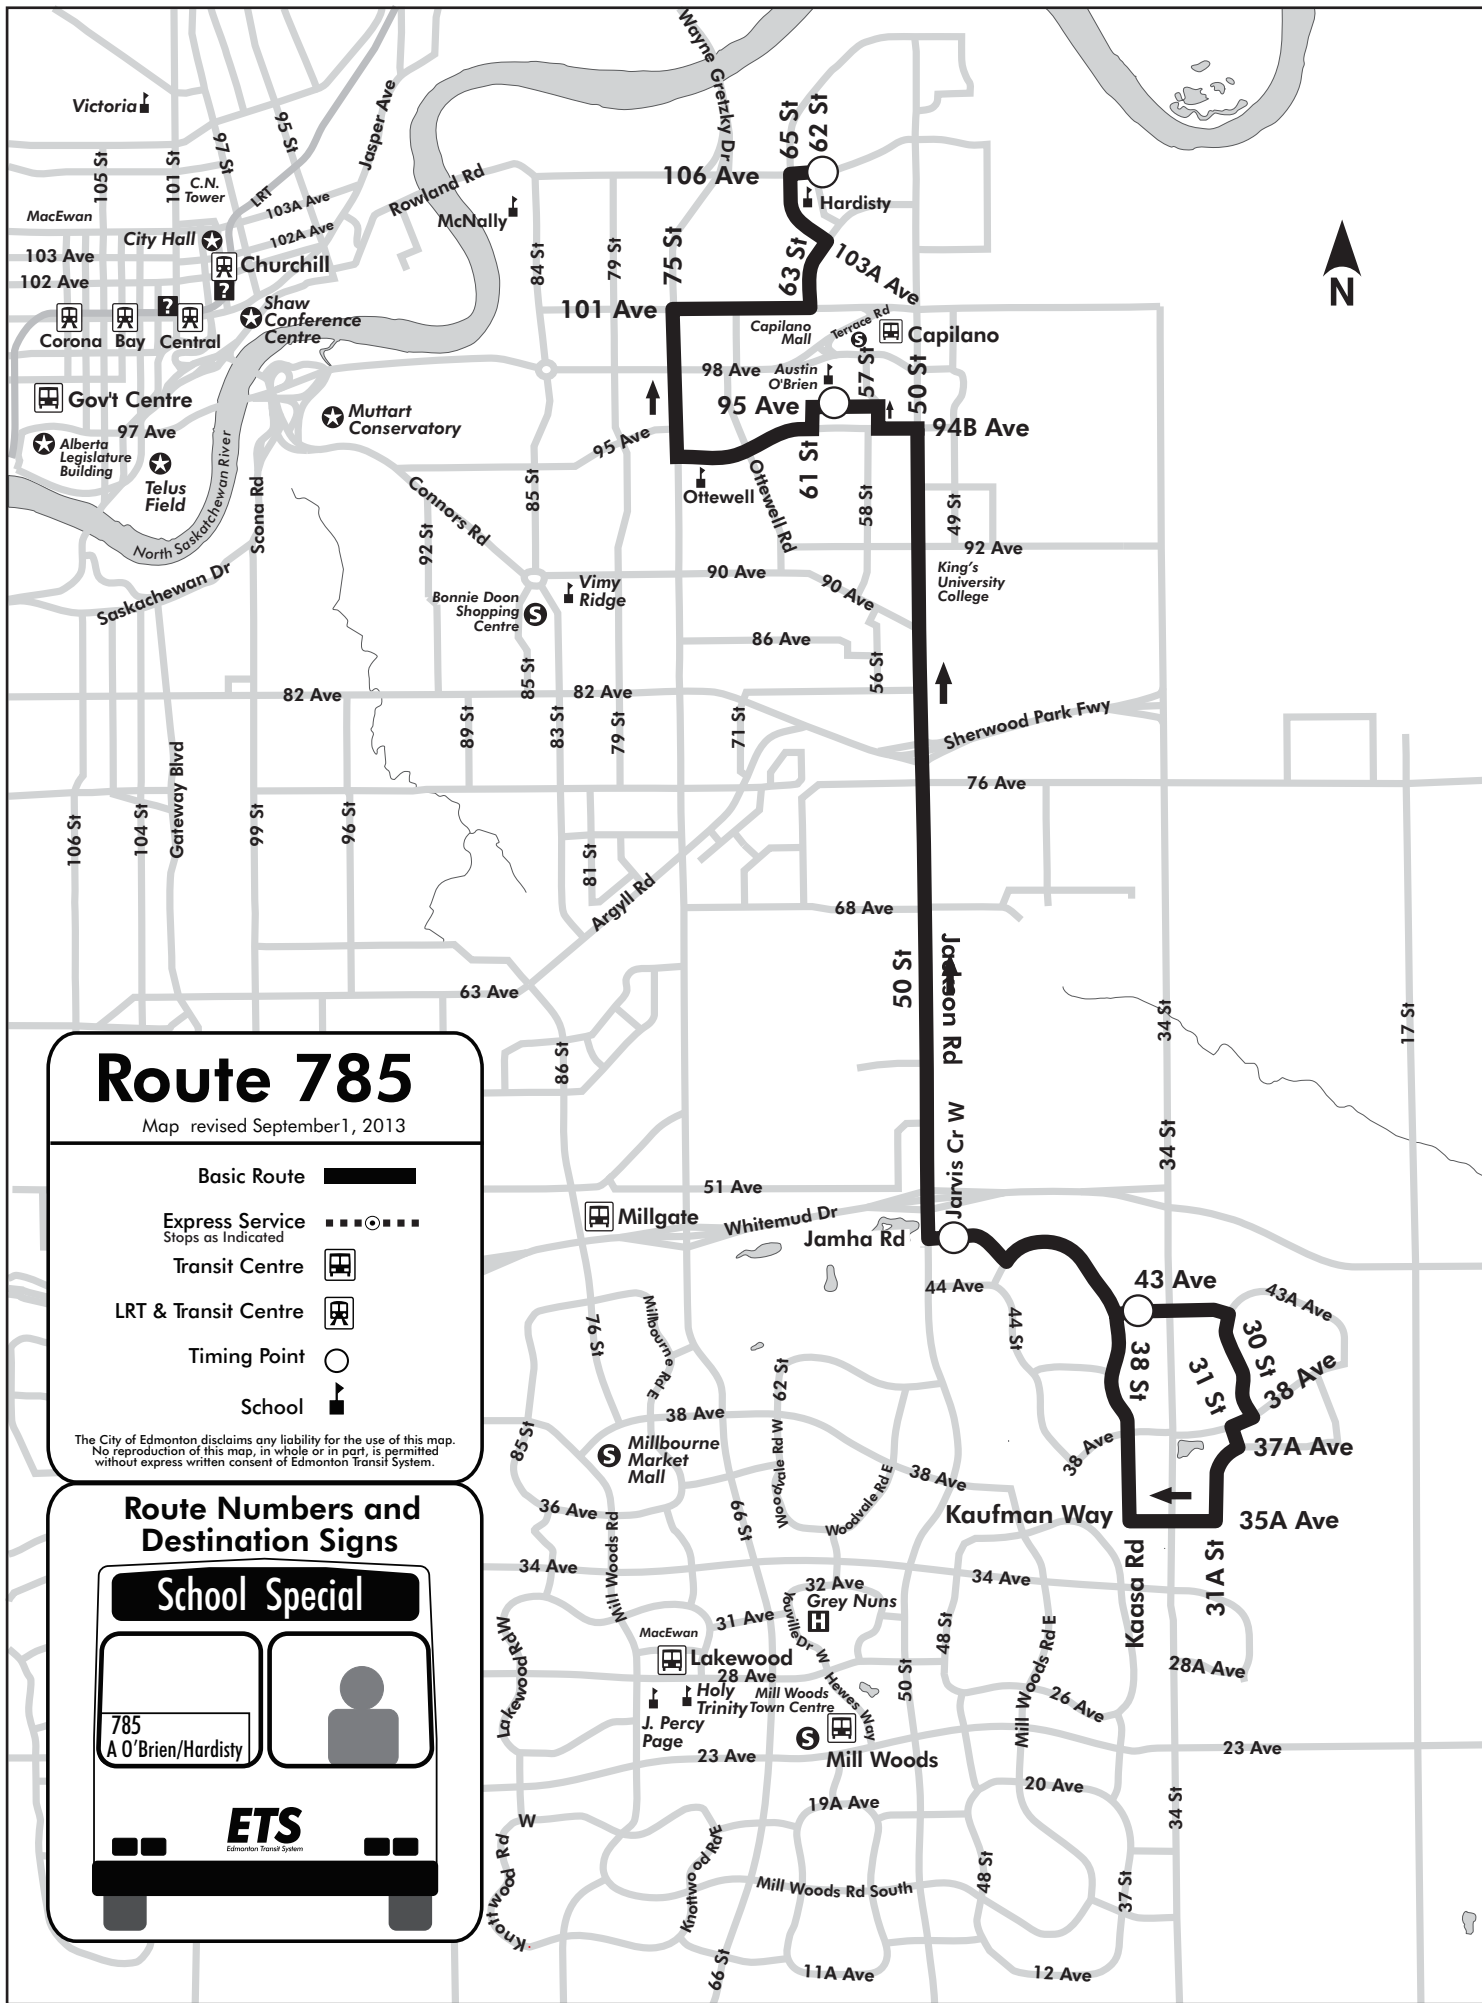 Wayne Gretzky Dr
Victoria
105 St
101 St
97 St
95 St
Jasper Ave
65 St
62 St
106 Ave
Hardisty
C.N.
Tower
LRT
103A Ave
102A Ave
Rowland Rd
McNally
MacEwan
City Hall
103 Ave
102 Ave
Churchill
?
?
Corona
Bay
Central
Shaw
Conference
Centre
84 St
79 St
75 St
63 St
103A Ave
N
101 Ave
Capilano
Mall
Terrace Rd
S
Capilano
98 Ave
Austin
O'Brien
57 St
50 St
95 Ave
94B Ave
Gov't Centre
97 Ave
Alberta
Legislature
Building
Telus
Field
Muttart
Conservatory
North Saskatchewan River
Scona Rd
Connors Rd
95 Ave
85 St
92 St
Ottewell
Ottewell Rd
61 St
58 St
49 St
92 Ave
King's
University
College
Saskachewan Dr
90 Ave
90 Ave
Bonnie Doon
Shopping
Centre
S
Vimy
Ridge
86 Ave
56 St
82 Ave
85 St
82 Ave
89 St
83 St
79 St
71 St
Sherwood Park Fwy
76 Ave
106 St
104 St
Gateway Blvd
99 St
96 St
81 St
Argyll Rd
68 Ave
50 St
Jackson Rd
63 Ave
86 St
34 St
17 St
34 St
Jarvis Cr W
51 Ave
Millgate
Whitemud Dr
Jamha Rd
44 Ave
44 St
43 Ave
43A Ave
30 St
31 St
38 St
38 Ave
38 Ave
37A Ave
Kaufman Way
35A Ave
Kaasa Rd
31A St
76 St
Millbourne Rd E
62 St
38 Ave
85 St
S
Millbourne
Market
Mall
Woodvale Rd W
Woodvale Rd E
38 Ave
36 Ave
66 St
Mill Woods Rd
34 Ave
34 Ave
32 Ave
Grey Nuns
H
31 Ave
Youville Dr W
MacEwan
Lakewood
28 Ave
48 St
Mill Woods Rd E
28A Ave
Lakewood Rd W
Holy
Trinity
J. Percy
Page
Mill Woods
Town Centre
Hewes Way
50 St
26 Ave
S
Mill Woods
23 Ave
23 Ave
20 Ave
19A Ave
34 St
W
Knottwood Rd
Knottwood Rd E
Mill Woods Rd South
48 St
37 St
66 St
11A Ave
12 Ave
Route 785
Map revised September1, 2013
Basic Route
Express Service
Stops as Indicated
Transit Centre
LRT & Transit Centre
Timing Point
School
The City of Edmonton disclaims any liability for the use of this map.
No reproduction of this map, in whole or in part, is permitted
without express written consent of Edmonton Transit System.
Route Numbers and
Destination Signs
School Special
785
A O'Brien/Hardisty
ETS
Edmonton Transit System